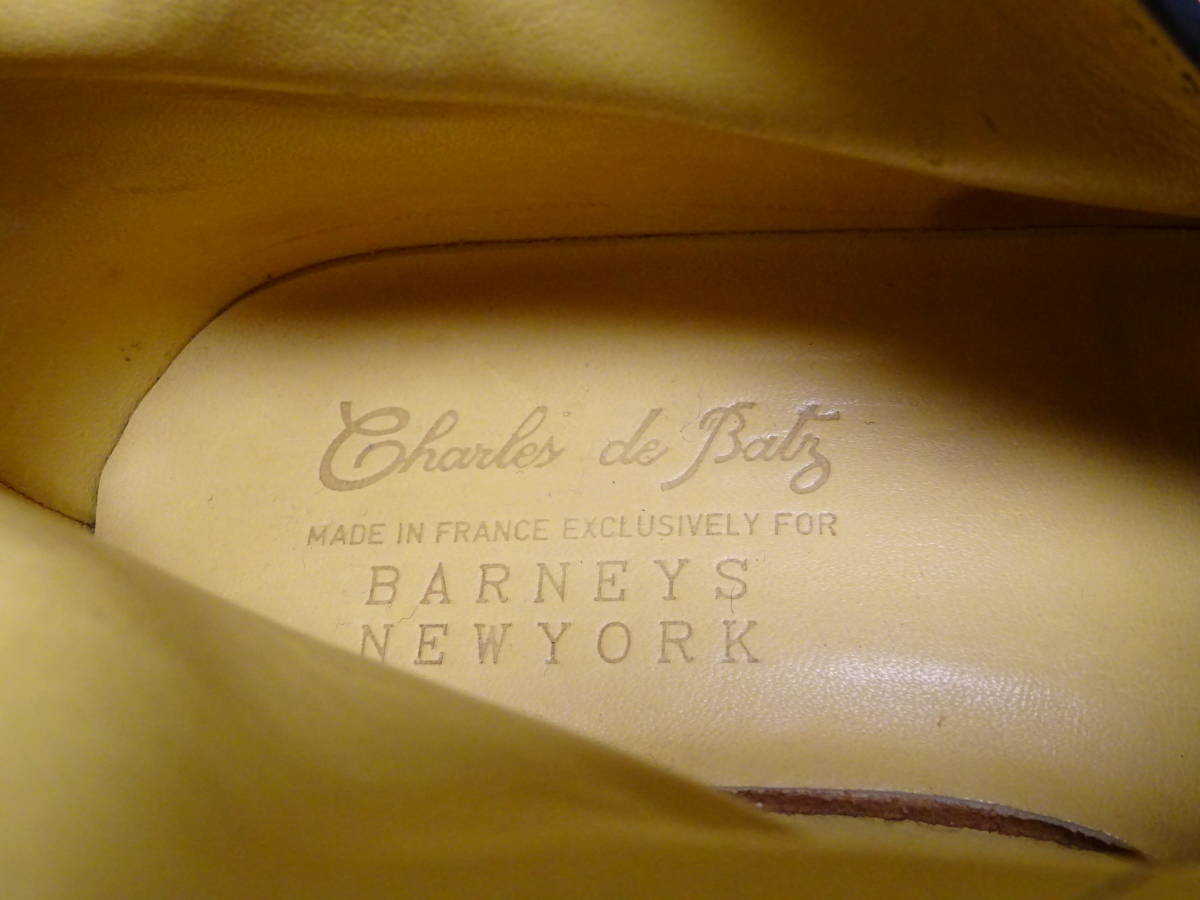 Charles de Batz
MADE IN FRANCE EXCLUSIVELY FOR
BARNEYS
NEWYORK